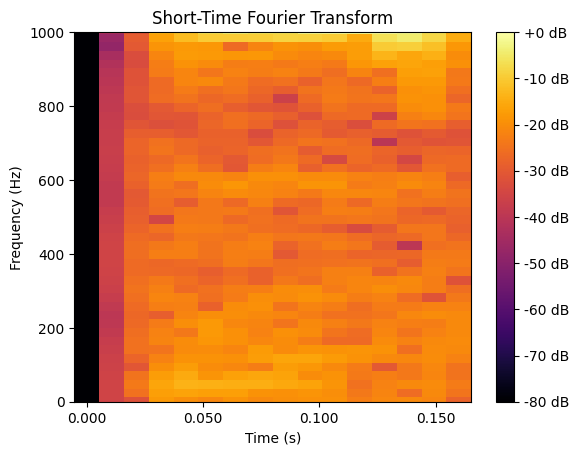 Short-Time Fourier Transform
1000
800
600
400
200
0
Frequency (Hz)
0.000
0.050
0.100
0.150
Time (s)
+0 dB
-10 dB
-20 dB
-30 dB
-40 dB
-50 dB
-60 dB
-70 dB
-80 dB